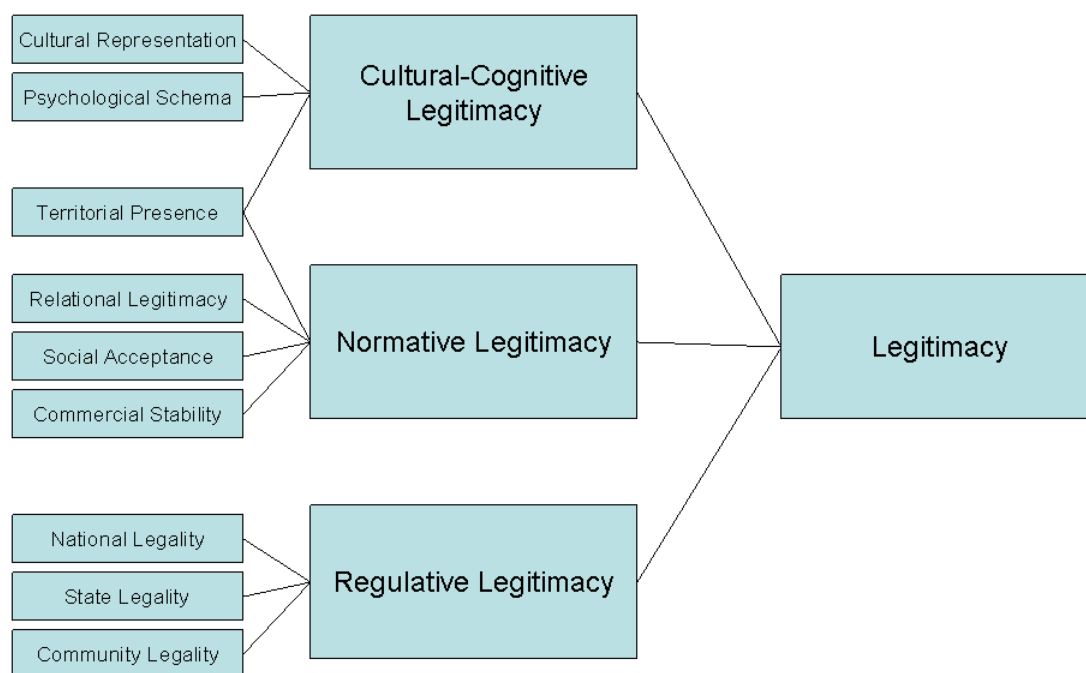 Cultural Representation
Psychological Schema
Territorial Presence
Relational Legitimacy
Social Acceptance
Commercial Stability
National Legality
State Legality
Community Legality
Cultural-Cognitive
Legitimacy
Normative Legitimacy
Regulative Legitimacy
Legitimacy